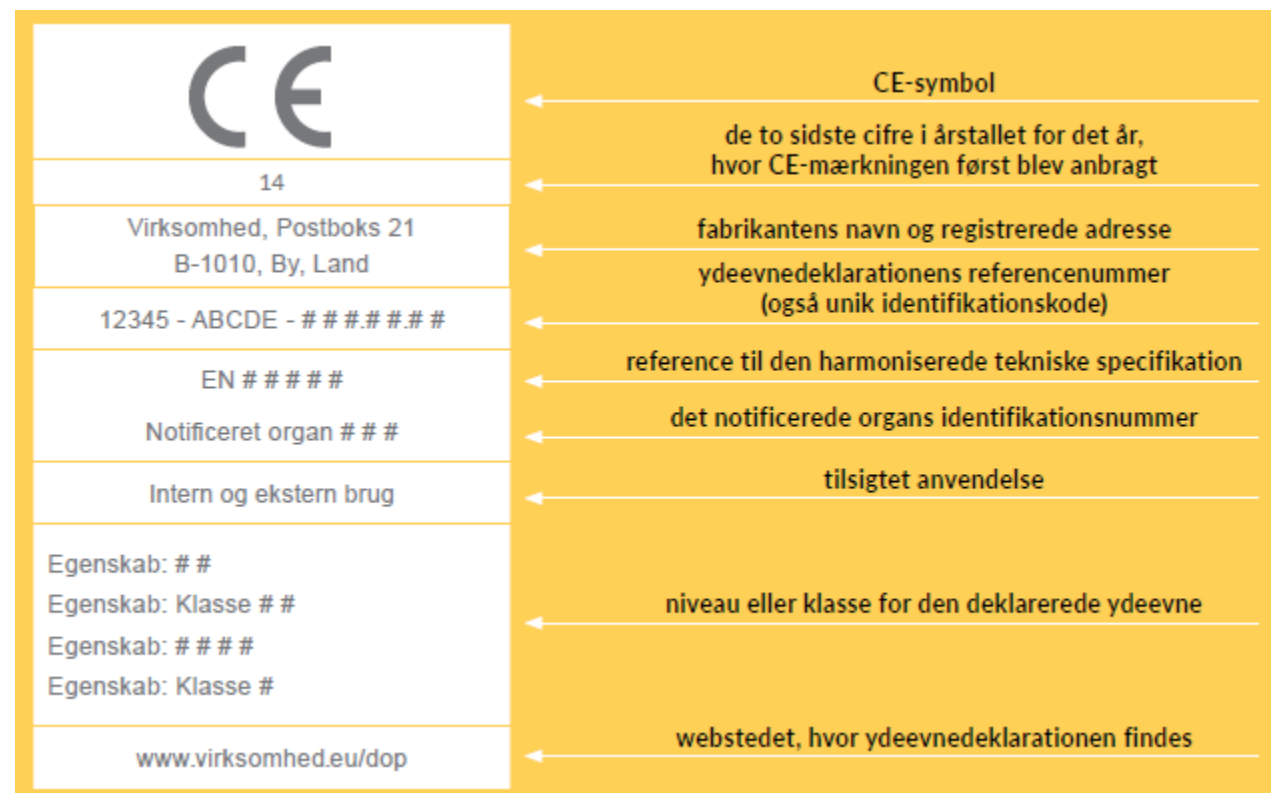 CE
CE-symbol
de to sidste cifre i årstallet for det år,
hvor CE-mærkningen først blev anbragt
14
Virksomhed, Postboks 21
B-1010, By, Land
fabrikantens navn og registrerede adresse
ydeevnedeklarationens referencenummer
(også unik identifikationskode)
12345 - ABCDE - # # #.# #.# #
reference til den harmoniserede tekniske specifikation
EN # # # # #
det notificerede organs identifikationsnummer
Notificeret organ # # #
tilsigtet anvendelse
Intern og ekstern brug
Egenskab: # #
Egenskab: Klasse # #
Egenskab: # # # #
Egenskab: Klasse #
niveau eller klasse for den deklarerede ydeevne
webstedet, hvor ydeevnedeklarationen findes
www.virksomhed.eu/dop